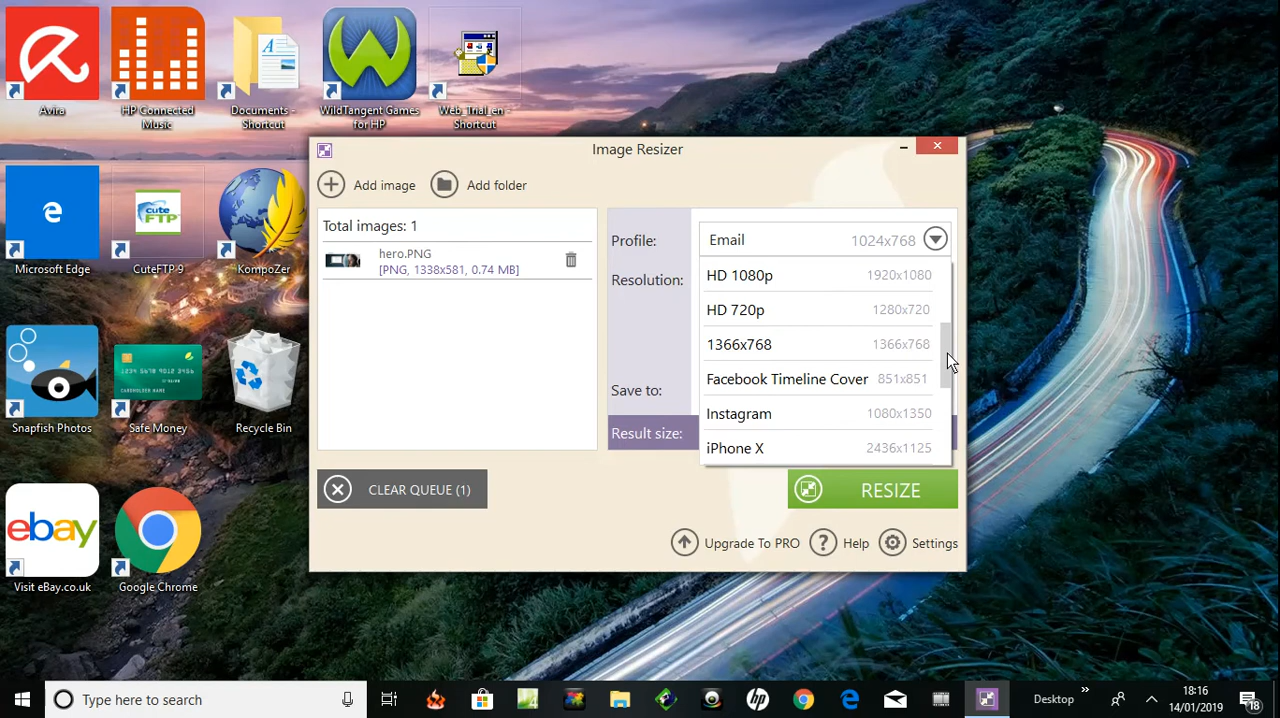 Avira
HP Connected
Music
Documents -
Shortcut
WildTangent Games
for HP
Web_Trial_en -
Shortcut
Microsoft Edge
cute
FTP
CuteFTP 9
KompoZer
Snapfish Photos
Safe Money
Recycle Bin
ebay
Visit eBay.co.uk
Google Chrome
Image Resizer
Add image
Add folder
Total images: 1
hero.PNG
[PNG, 1338x581, 0.74 MB]
Profile:
Email 1024x768
Resolution:
HD 1080p 1920x1080
HD 720p 1280x720
1366x768 1366x768
Facebook Timeline Cover 851x851
Save to:
Instagram 1080x1350
Result size:
iPhone X 2436x1125
CLEAR QUEUE (1)
RESIZE
Upgrade To PRO
Help
Settings
Type here to search
Desktop
18:16
14/01/2019
18